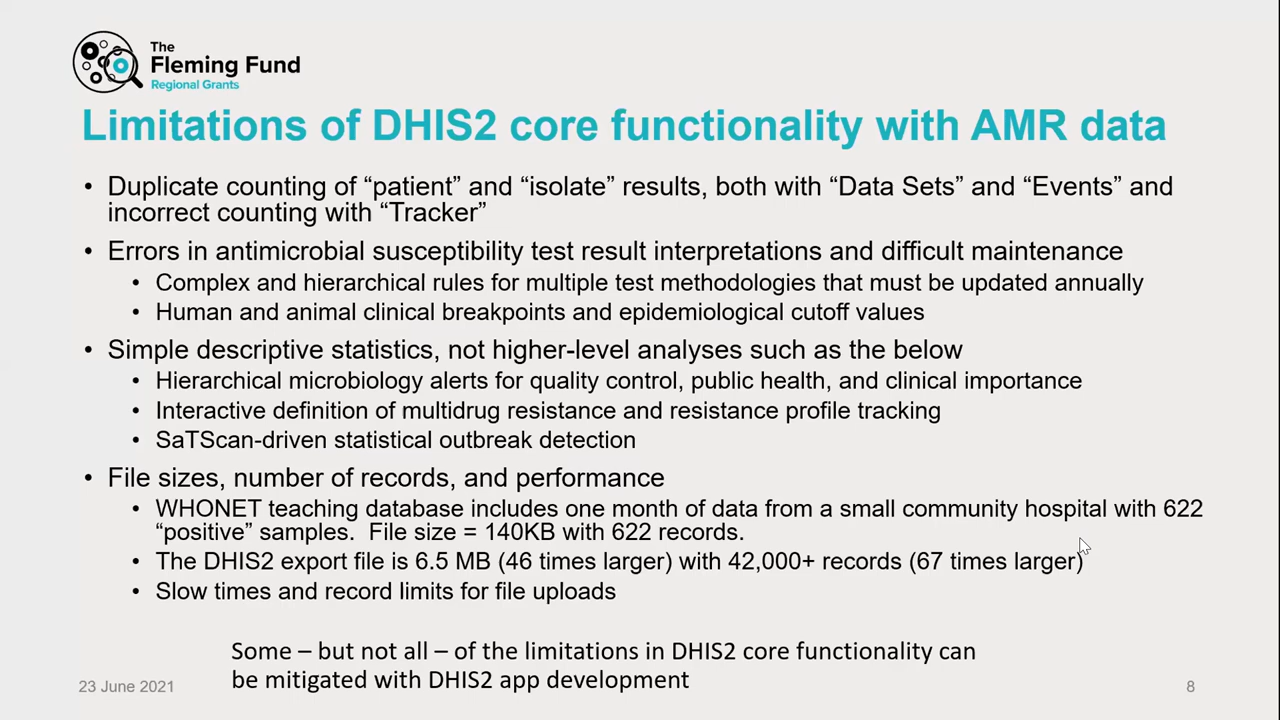 The
Fleming Fund
Regional Grants
Limitations of DHIS2 core functionality with AMR data
• Duplicate counting of “patient” and “isolate” results, both with “Data Sets” and “Events” and
incorrect counting with “Tracker”
• Errors in antimicrobial susceptibility test result interpretations and difficult maintenance
• Complex and hierarchical rules for multiple test methodologies that must be updated annually
• Human and animal clinical breakpoints and epidemiological cutoff values
• Simple descriptive statistics, not higher-level analyses such as the below
• Hierarchical microbiology alerts for quality control, public health, and clinical importance
• Interactive definition of multidrug resistance and resistance profile tracking
• SaTScan-driven statistical outbreak detection
• File sizes, number of records, and performance
• WHONET teaching database includes one month of data from a small community hospital with 622
“positive” samples.  File size = 140KB with 622 records.
• The DHIS2 export file is 6.5 MB (46 times larger) with 42,000+ records (67 times larger)
• Slow times and record limits for file uploads
Some – but not all – of the limitations in DHIS2 core functionality can
be mitigated with DHIS2 app development
23 June 2021
8